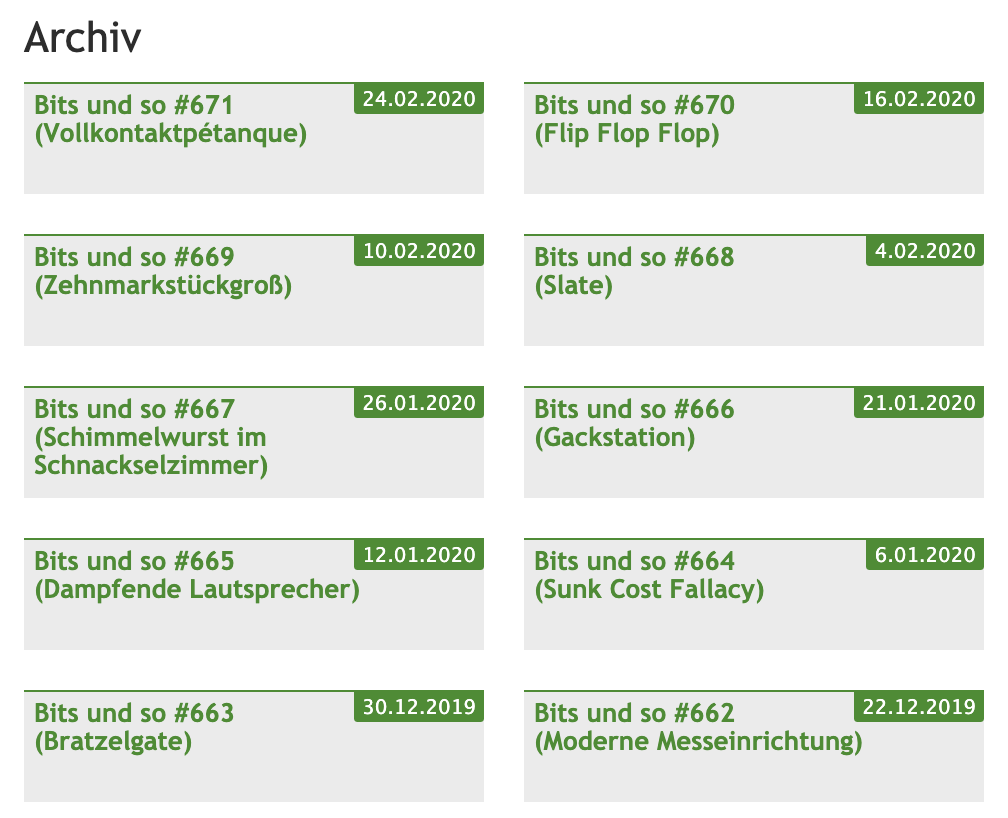 Archiv
Bits und so #671
24.02.2020
(Vollkontaktpétanque)
Bits und so #670
16.02.2020
(Flip Flop Flop)
Bits und so #669
10.02.2020
(Zehnmarkstückgroß)
Bits und so #668
4.02.2020
(Slate)
Bits und so #667
26.01.2020
(Schimmelwurst im
Schnackselzimmer)
Bits und so #666
21.01.2020
(Gackstation)
Bits und so #665
12.01.2020
(Dampfende Lautsprecher)
Bits und so #664
6.01.2020
(Sunk Cost Fallacy)
Bits und so #663
30.12.2019
(Bratzelgate)
Bits und so #662
22.12.2019
(Moderne Messeinrichtung)